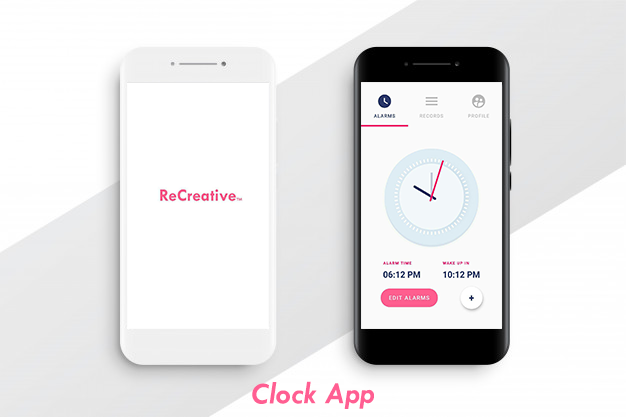 ReCreative™
ALARMS
RECORDS
PROFILE
ALARM TIME
WAKE UP IN
06:12 PM
10:12 PM
EDIT ALARMS
+
Clock App